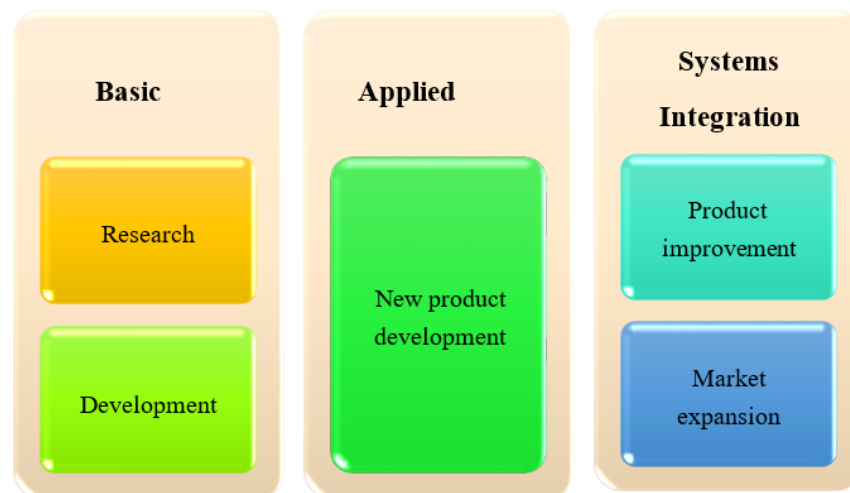 Basic
Research
Development
Applied
New product
development
Systems
Integration
Product
improvement
Market
expansion